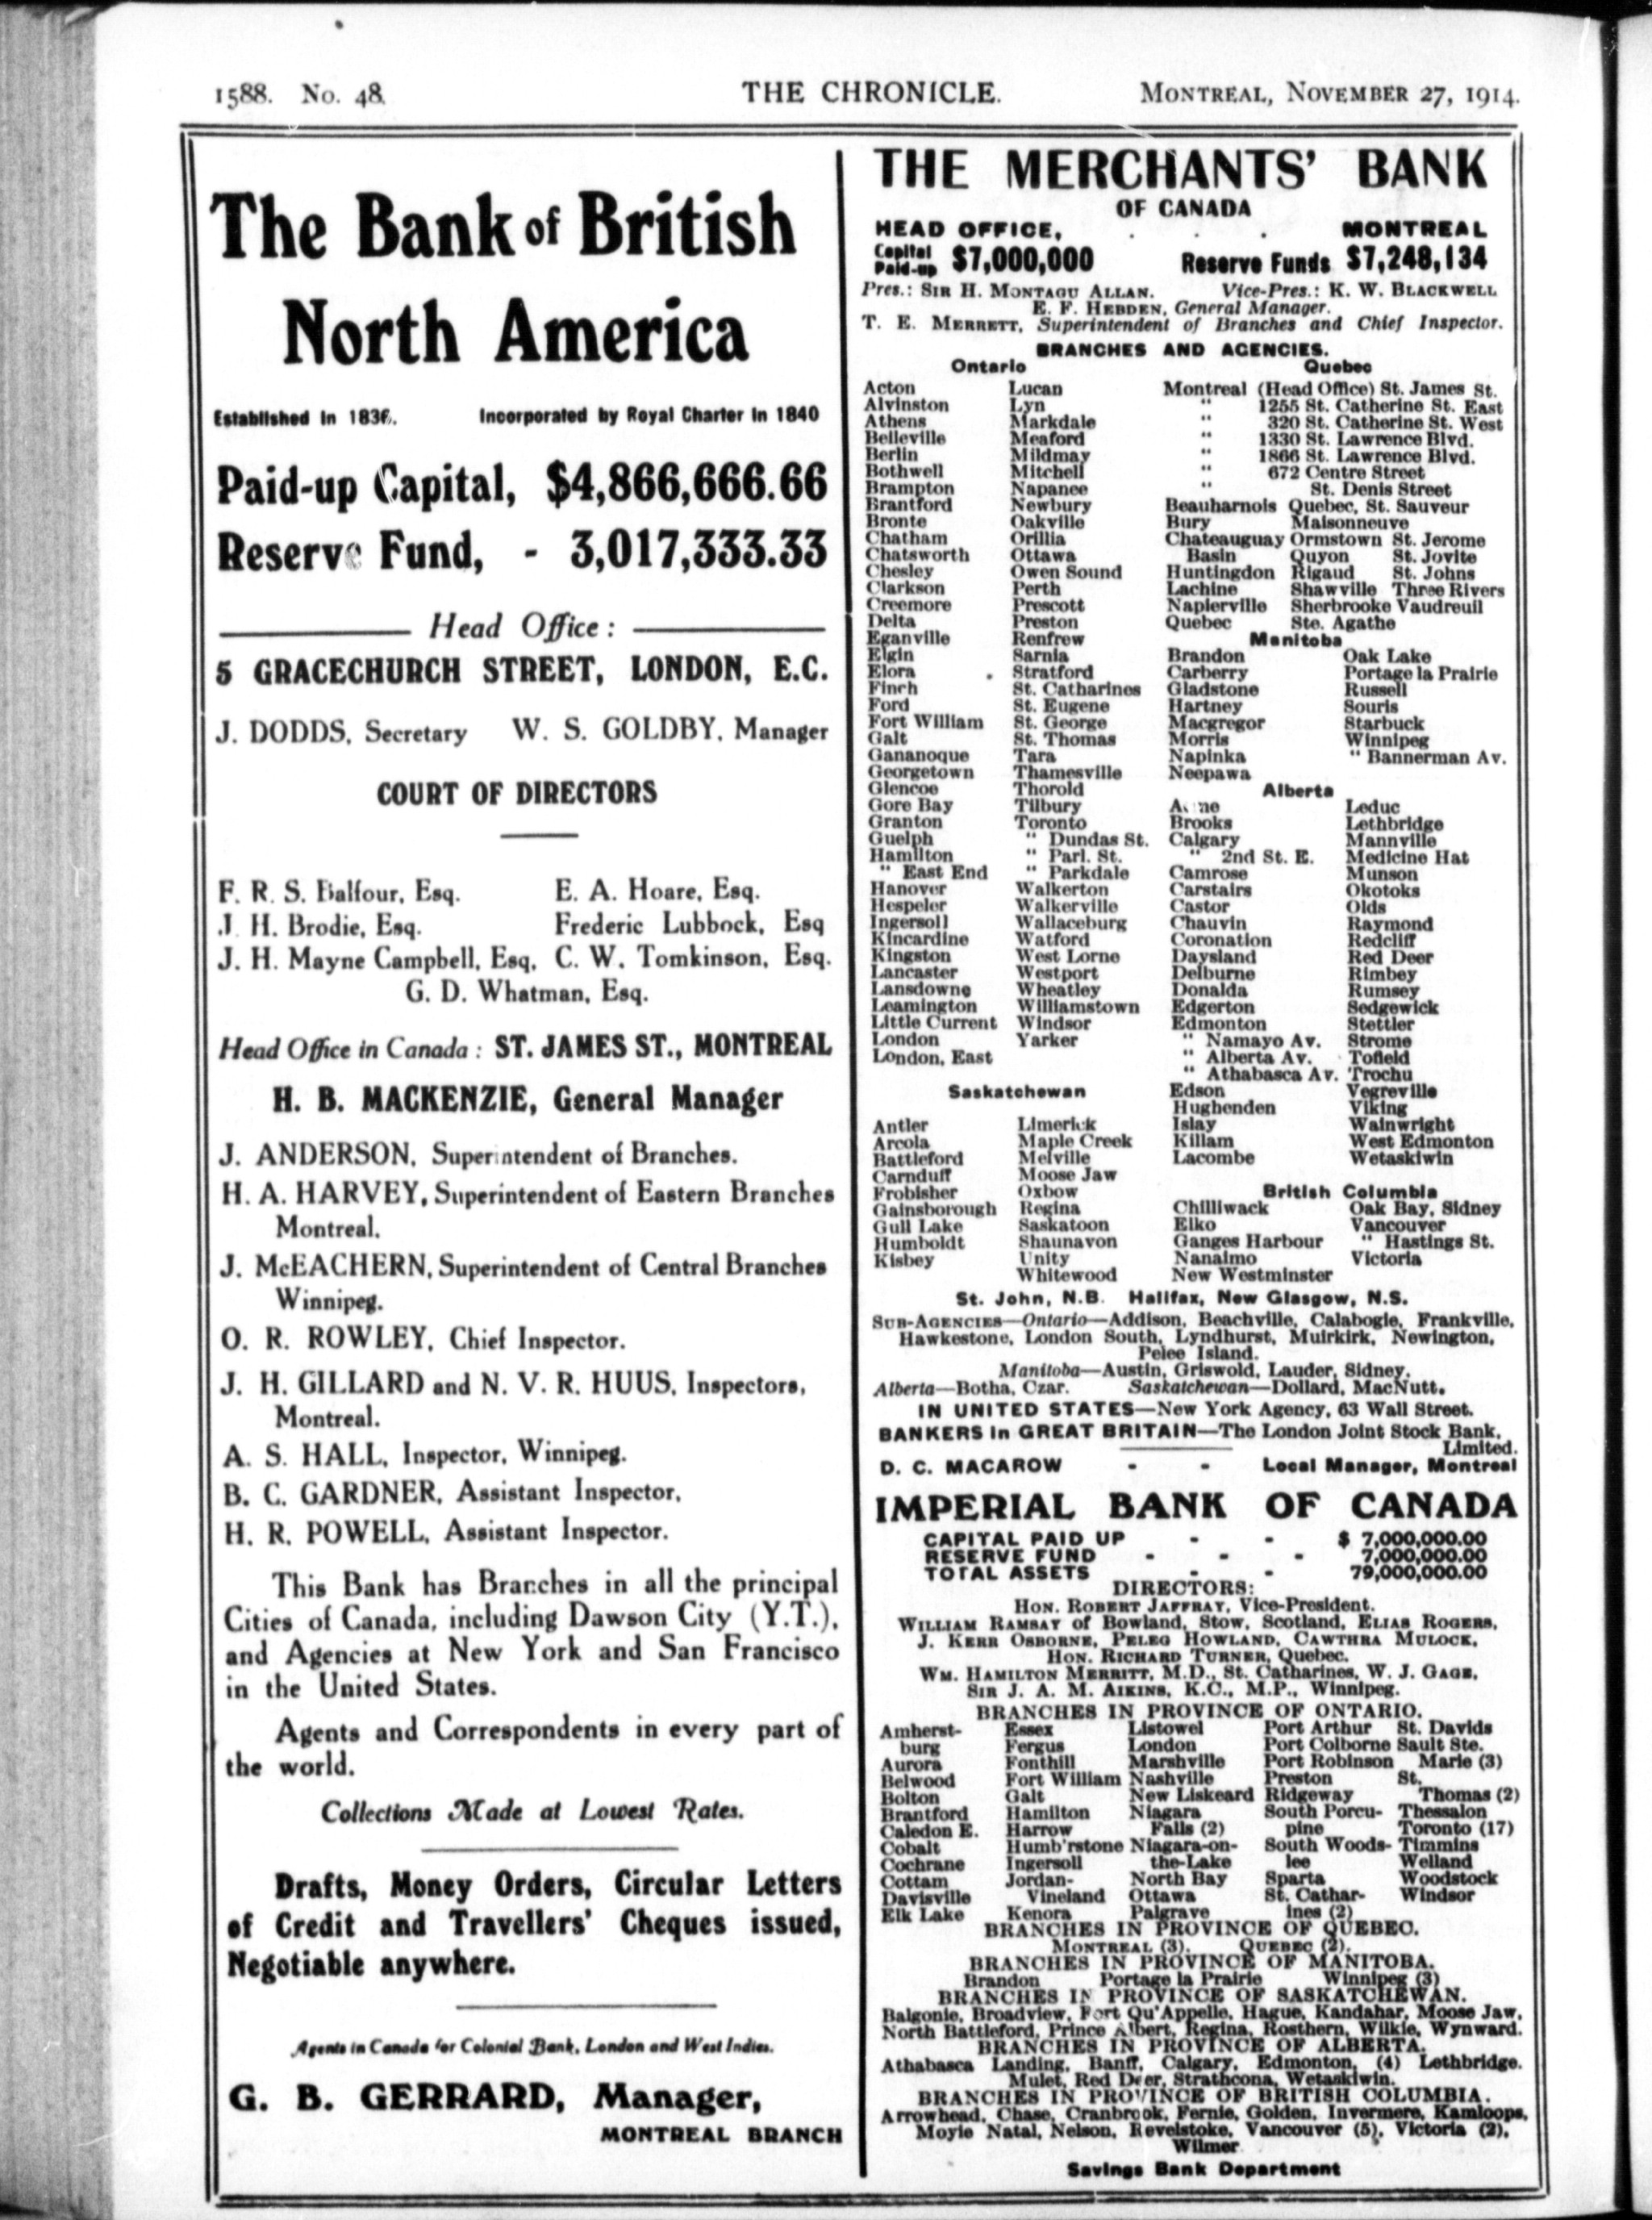 1588. No. 48. THE CHRONICLE. MONTREAL, NOVEMBER 27, 1914.
The Bank of British
North America
Established in 1836. Incorporated by Royal Charter in 1840
Paid-up Capital, $4,866,666.66
Reserve Fund, - 3,017,333.33
Head Office:
5 GRACECHURCH STREET, LONDON, E.C.
J. DODDS, Secretary W. S. GOLDBY, Manager
COURT OF DIRECTORS
F. R. S. Balfour, Esq. E. A. Hoare, Esq.
J. H. Brodie, Esq. Frederic Lubbock, Esq
J. H. Mayne Campbell, Esq. C. W. Tomkinson, Esq.
G. D. Whatman, Esq.
Head Office in Canada: ST. JAMES ST., MONTREAL
H. B. MACKENZIE, General Manager
J. ANDERSON, Superintendent of Branches.
H. A. HARVEY, Superintendent of Eastern Branches
Montreal.
J. McEACHERN, Superintendent of Central Branches
Winnipeg.
O. R. ROWLEY, Chief Inspector.
J. H. GILLARD and N. V. R. HUUS, Inspectors,
Montreal.
A. S. HALL, Inspector, Winnipeg.
B. C. GARDNER, Assistant Inspector,
H. R. POWELL, Assistant Inspector.
This Bank has Branches in all the principal
Cities of Canada, including Dawson City (Y.T.),
and Agencies at New York and San Francisco
in the United States.
Agents and Correspondents in every part of
the world.
Collections Made at Lowest Rates.
Drafts, Money Orders, Circular Letters
of Credit and Travellers' Cheques issued,
Negotiable anywhere.
Agents in Canada for Colonial Bank, London and West Indies.
G. B. GERRARD, Manager,
MONTREAL BRANCH
THE MERCHANTS' BANK
OF CANADA
HEAD OFFICE, . . . MONTREAL
Capital Paid-up $7,000,000 Reserve Funds $7,248,134
Pres.: SIR H. MONTAGU ALLAN. Vice-Pres.: K. W. BLACKWELL
E. F. HEBDEN, General Manager.
T. E. MERRETT, Superintendent of Branches and Chief Inspector.
BRANCHES AND AGENCIES.
Ontario
Acton Lucan
Alvinston Lyn
Athens Markdale
Belleville Meaford
Berlin Mildmay
Bothwell Mitchell
Brampton Napanee
Brantford Newbury
Bronte Oakville
Chatham Orillia
Chatsworth Ottawa
Chesley Owen Sound
Clarkson Perth
Creemore Prescott
Delta Preston
Eganville Renfrew
Elgin Sarnia
Elora Stratford
Finch St. Catharines
Ford St. Eugene
Fort William St. George
Galt St. Thomas
Gananoque Tara
Georgetown Thamesville
Glencoe Thorold
Gore Bay Tilbury
Granton Toronto
Guelph " Dundas St.
Hamilton " Parl. St.
" East End " Parkdale
Hanover Walkerton
Hespeler Walkerville
Ingersoll Wallaceburg
Kincardine Watford
Kingston West Lorne
Lancaster Westport
Lansdowne Wheatley
Leamington Williamstown
Little Current Windsor
London Yarker
London, East
Saskatchewan
Antler Limerick
Arcola Maple Creek
Battleford Melville
Carnduff Moose Jaw
Frobisher Oxbow
Gainsborough Regina
Gull Lake Saskatoon
Humboldt Shaunavon
Kisbey Unity
Whitewood
Quebec
Montreal (Head Office) St. James St.
" 1255 St. Catherine St. East
" 320 St. Catherine St. West
" 1330 St. Lawrence Blvd.
" 1866 St. Lawrence Blvd.
" 672 Centre Street
" St. Denis Street
Beauharnois Quebec, St. Sauveur
Bury Maisonneuve
Chateauguay Ormstown St. Jerome
Basin Quyon St. Jovite
Huntingdon Rigaud St. Johns
Lachine Shawville Three Rivers
Napierville Sherbrooke Vaudreuil
Quebec Ste. Agathe
Manitoba
Brandon Oak Lake
Carberry Portage la Prairie
Gladstone Russell
Hartney Souris
Macgregor Starbuck
Morris Winnipeg
Napinka " Bannerman Av.
Neepawa
Alberta
Leduc
Brooks Lethbridge
Calgary Mannville
" 2nd St. E. Medicine Hat
Camrose Munson
Carstairs Okotoks
Castor Olds
Chauvin Raymond
Coronation Redcliff
Daysland Red Deer
Delburne Rimbey
Donalda Rumsey
Edgerton Sedgewick
Edmonton Stettler
" Namayo Av. Strome
" Alberta Av. Tofield
" Athabasca Av. Trochu
Edson Vegreville
Hughenden Viking
Islay Wainwright
Killam West Edmonton
Lacombe Wetaskiwin
British Columbia
Chilliwack Oak Bay, Sidney
Elko Vancouver
Ganges Harbour " Hastings St.
Nanaimo Victoria
New Westminster
St. John, N.B. Halifax, New Glasgow, N.S.
SUB-AGENCIES—Ontario—Addison, Beachville, Calabogie, Frankville,
Hawkestone, London South, Lyndhurst, Muirkirk, Newington,
Pelee Island.
Manitoba—Austin, Griswold, Lauder, Sidney.
Alberta—Botha, Czar. Saskatchewan—Dollard, MacNutt.
IN UNITED STATES—New York Agency, 63 Wall Street.
BANKERS in GREAT BRITAIN—The London Joint Stock Bank,
Limited.
D. C. MACAROW - - Local Manager, Montreal
IMPERIAL BANK OF CANADA
CAPITAL PAID UP - - $ 7,000,000.00
RESERVE FUND - - - 7,000,000.00
TOTAL ASSETS - - 79,000,000.00
DIRECTORS:
HON. ROBERT JAFFRAY, Vice-President.
WILLIAM RAMSAY of Bowland, Stow, Scotland, ELIAS ROGERS,
J. KERR OSBORNE, PELEG HOWLAND, CAWTHRA MULOCK,
HON. RICHARD TURNER, Quebec.
WM. HAMILTON MERRITT, M.D., St. Catharines, W. J. GAGE,
SIR J. A. M. AIKINS, K.C., M.P., Winnipeg.
BRANCHES IN PROVINCE OF ONTARIO.
Amherst- Essex Listowel Port Arthur St. Davids
burg Fergus London Port Colborne Sault Ste.
Aurora Fonthill Marshville Port Robinson Marie (3)
Belwood Fort William Nashville Preston St.
Bolton Galt New Liskeard Ridgeway Thomas (2)
Brantford Hamilton Niagara South Porcu- Thessalon
Caledon E. Harrow Falls (2) pine Toronto (17)
Cobalt Humb'rstone Niagara-on- South Woods- Timmins
Cochrane Ingersoll the-Lake lee Welland
Cottam Jordan- North Bay Sparta Woodstock
Davisville Vineland Ottawa St. Cathar- Windsor
Elk Lake Kenora Palgrave ines (2)
BRANCHES IN PROVINCE OF QUEBEC.
MONTREAL (3). QUEBEC (2).
BRANCHES IN PROVINCE OF MANITOBA.
Brandon Portage la Prairie Winnipeg (3)
BRANCHES IN PROVINCE OF SASKATCHEWAN.
Balgonie, Broadview, Fort Qu'Appelle, Hague, Kandahar, Moose Jaw,
North Battleford, Prince Albert, Regina, Rosthern, Wilkie, Wynward.
BRANCHES IN PROVINCE OF ALBERTA.
Athabasca Landing, Banff, Calgary, Edmonton, (4) Lethbridge.
Mulet, Red Deer, Strathcona, Wetaskiwin.
BRANCHES IN PROVINCE OF BRITISH COLUMBIA.
Arrowhead, Chase, Cranbrook, Fernie, Golden, Invermere, Kamloops,
Moyie Natal, Nelson, Revelstoke, Vancouver (5), Victoria (2),
Wilmer
Savings Bank Department